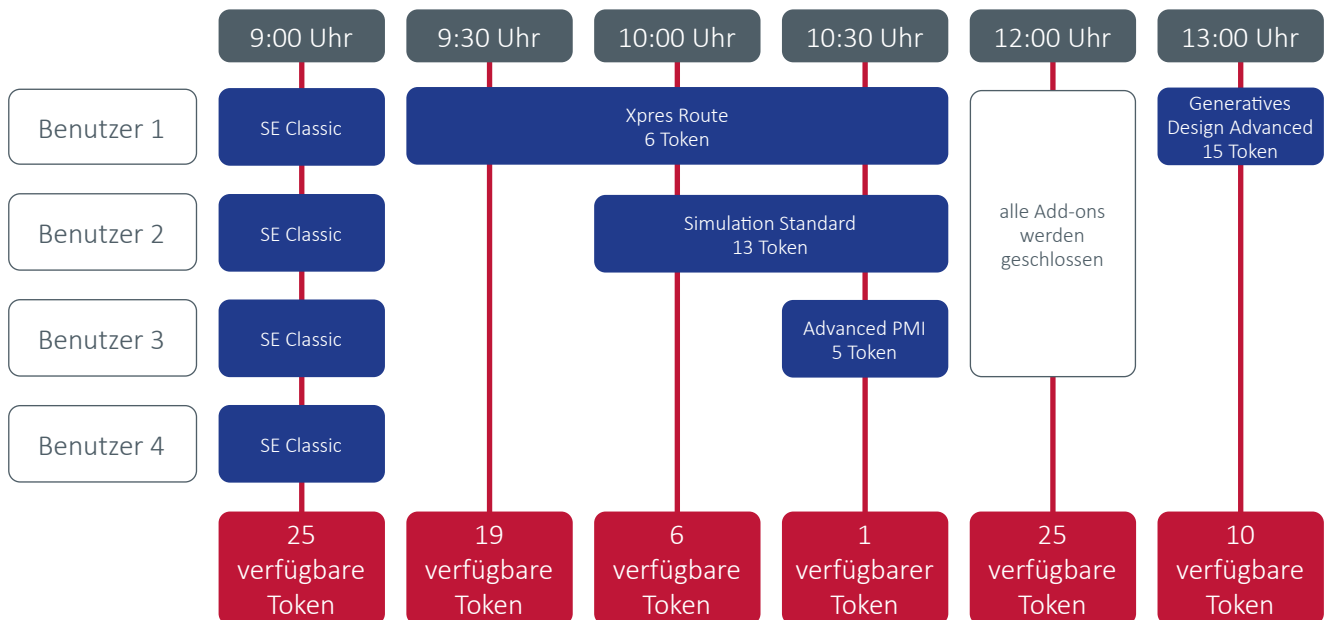 9:00 Uhr
9:30 Uhr
10:00 Uhr
10:30 Uhr
12:00 Uhr
13:00 Uhr
Benutzer 1
SE Classic
Xpres Route
6 Token
Generatives
Design Advanced
15 Token
Benutzer 2
SE Classic
Simulation Standard
13 Token
alle Add-ons
werden
geschlossen
Benutzer 3
SE Classic
Advanced PMI
5 Token
Benutzer 4
SE Classic
25
verfügbare
Token
19
verfügbare
Token
6
verfügbare
Token
1
verfügbarer
Token
25
verfügbare
Token
10
verfügbare
Token